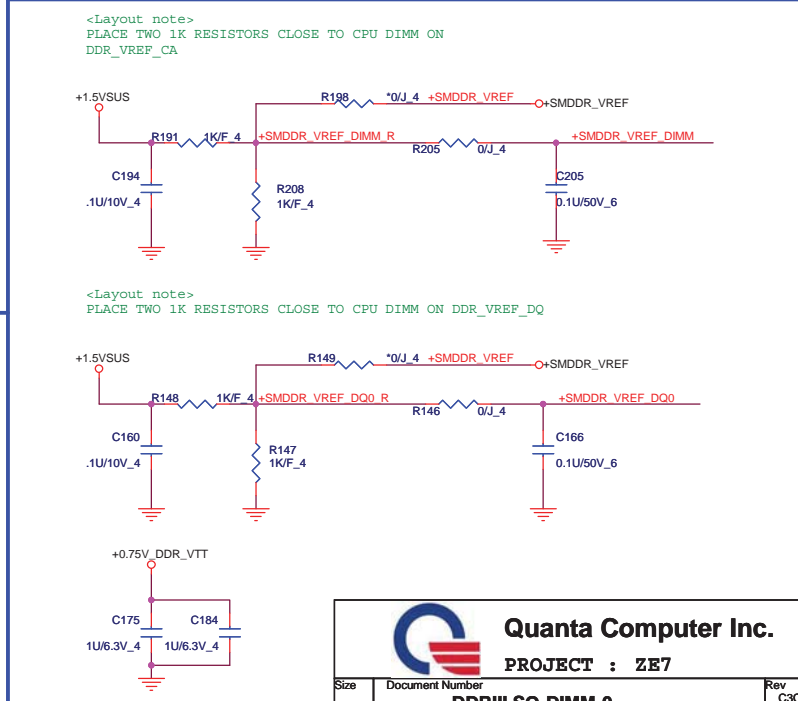 <Layout note>
PLACE TWO 1K RESISTORS CLOSE TO CPU DIMM ON
DDR_VREF_CA
+1.5VSUS
R198 *0/J_4 +SMDDR_VREF
+SMDDR_VREF
R191 1K/F_4
+SMDDR_VREF_DIMM_R
R205 0/J_4
+SMDDR_VREF_DIMM
C194
.1U/10V_4
R208
1K/F_4
C205
0.1U/50V_6
<Layout note>
PLACE TWO 1K RESISTORS CLOSE TO CPU DIMM ON DDR_VREF_DQ
+1.5VSUS
R149 *0/J_4 +SMDDR_VREF
+SMDDR_VREF
R148 1K/F_4
+SMDDR_VREF_DQ0_R
R146 0/J_4
+SMDDR_VREF_DQ0
C160
.1U/10V_4
R147
1K/F_4
C166
0.1U/50V_6
+0.75V_DDR_VTT
C175
1U/6.3V_4
C184
1U/6.3V_4
Quanta Computer Inc.
PROJECT : ZE7
Size
Document Number
Rev